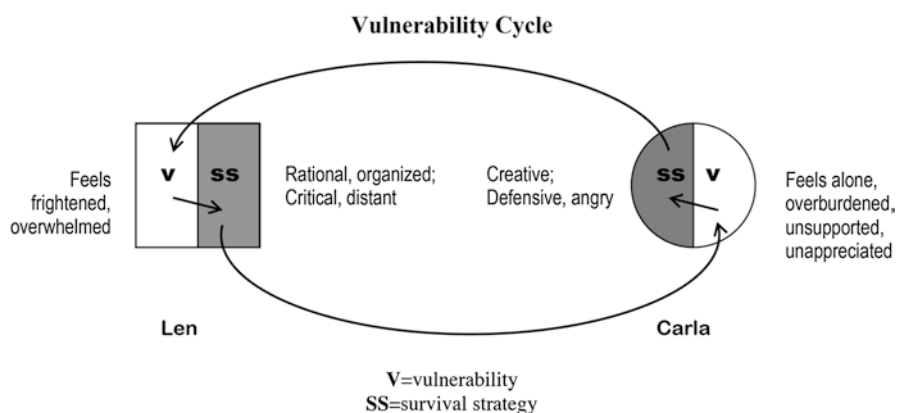 Vulnerability Cycle
v ss
Feels
frightened,
overwhelmed
Rational, organized;
Critical, distant
Creative;
Defensive, angry
ss v
Feels alone,
overburdened,
unsupported,
unappreciated
Len
Carla
V=vulnerability
SS=survival strategy